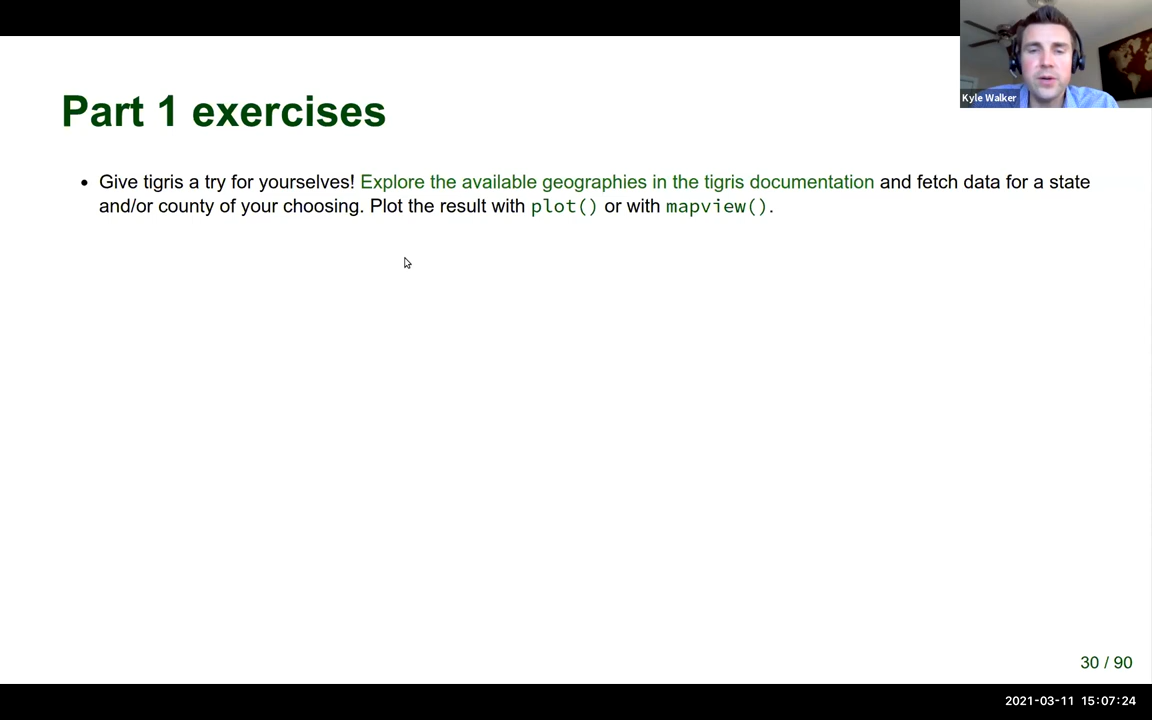 Kyle Walker
Part 1 exercises
• Give tigris a try for yourselves! Explore the available geographies in the tigris documentation and fetch data for a state
and/or county of your choosing. Plot the result with plot() or with mapview().
30 / 90
2021-03-11 15:07:24